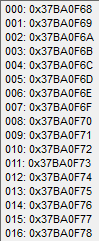 000: 0x37BA0F68
001: 0x37BA0F69
002: 0x37BA0F6A
003: 0x37BA0F6B
004: 0x37BA0F6C
005: 0x37BA0F6D
006: 0x37BA0F6E
007: 0x37BA0F6F
008: 0x37BA0F70
009: 0x37BA0F71
010: 0x37BA0F72
011: 0x37BA0F73
012: 0x37BA0F74
013: 0x37BA0F75
014: 0x37BA0F76
015: 0x37BA0F77
016: 0x37BA0F78